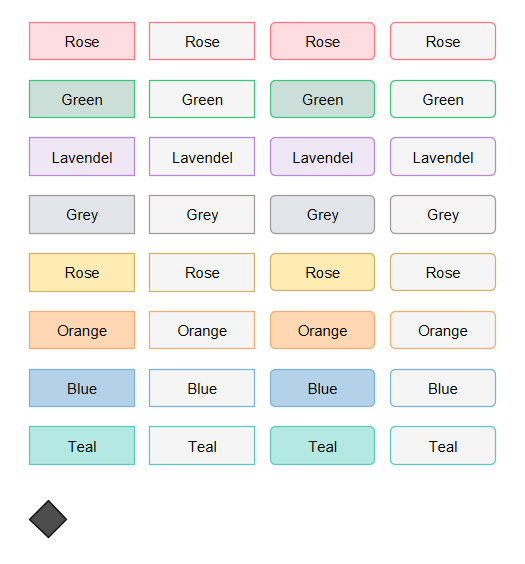 Rose Rose Rose Rose
Green Green Green Green
Lavendel Lavendel Lavendel Lavendel
Grey Grey Grey Grey
Rose Rose Rose Rose
Orange Orange Orange Orange
Blue Blue Blue Blue
Teal Teal Teal Teal